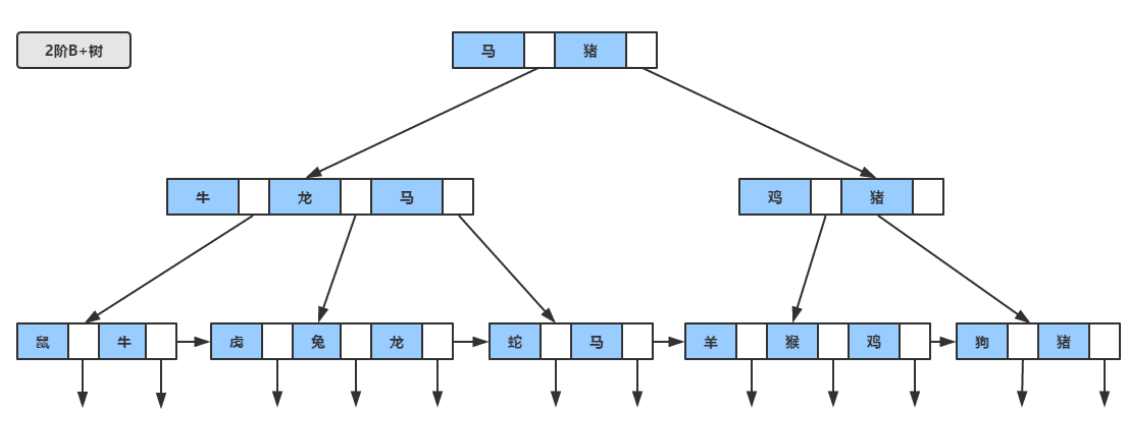 2阶B+树
马 猪
牛 龙 马 鸡 猪
鼠 牛 虎 兔 龙 蛇 马 羊 猴 鸡 狗 猪